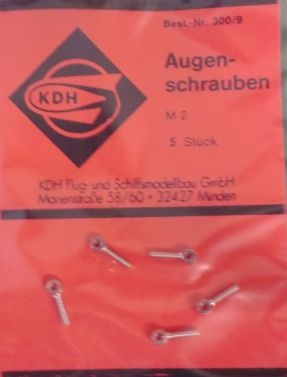 Best.-Nr. 300/9
Augen-
schrauben
KDH
M 2
5 Stück
KDH Flug- und Schiffsmodellbau GmbH
Marienstraße 58/60 • 32427 Minden